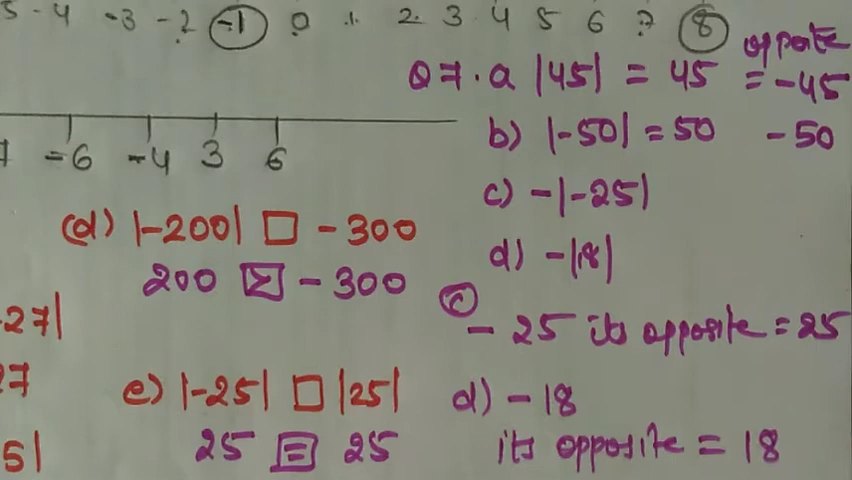 5 -4 -3 -2 -1 0 1 2 3 4 5 6 7 8
opposite
Q7. a |45| = 45 = -45
b) |-50| = 50 -50
-6 -4 3 6
c) -|-25|
(d) |-200| □ -300
d) -|18|
200 > -300
27|
c
- 25 its opposite = 25
27
e) |-25| □ |25|
d) -18
5|
25 = 25
its opposite = 18